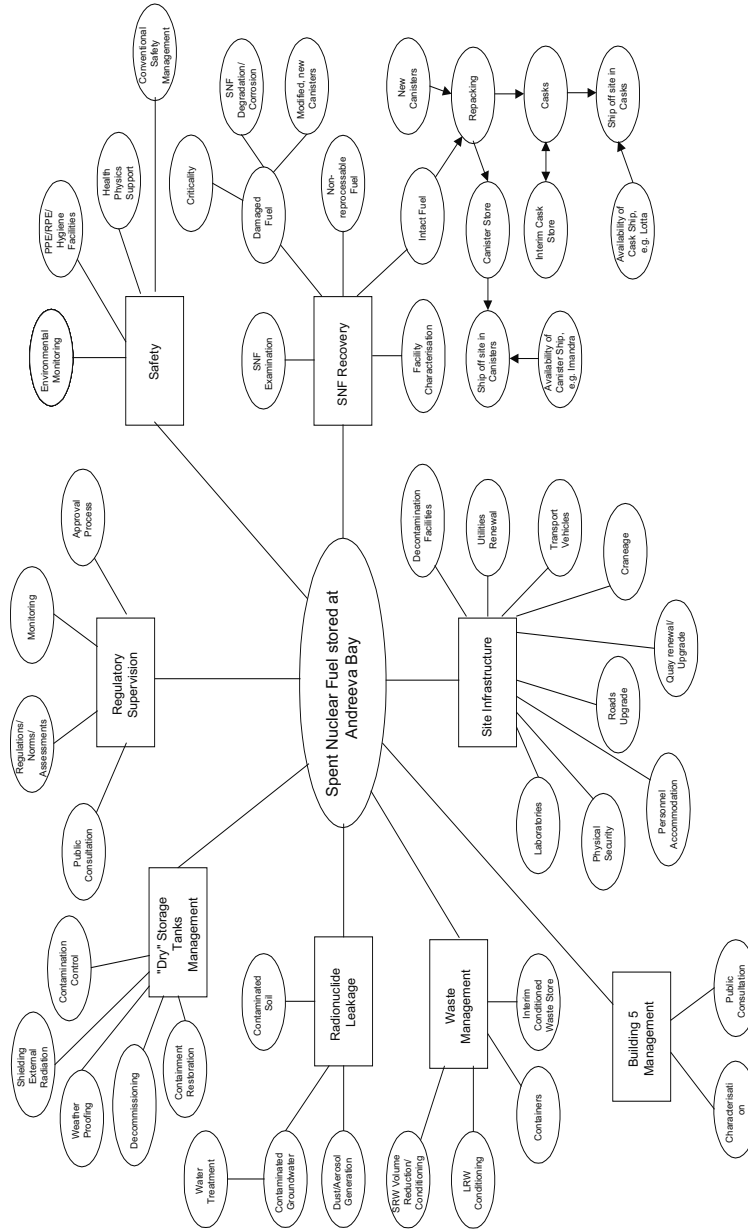 Spent Nuclear Fuel stored at
Andreeva Bay
"Dry" Storage
Tanks
Management
Shielding
External
Radiation
Contamination
Control
Weather
Proofing
Decommissioning
Containment
Restoration
Regulatory
Supervision
Public
Consultation
Regulations/
Norms/
Assessments
Monitoring
Approval
Process
Safety
Environmental
Monitoring
PPE/RPE/
Hygiene
Facilities
Health
Physics
Support
Conventional
Safety
Management
Radionuclide
Leakage
Water
Treatment
Contaminated
Groundwater
Dust/Aerosol
Generation
Contaminated
Soil
SNF Recovery
SNF
Examination
Criticality
Damaged
Fuel
SNF
Degradation/
Corrosion
Modified, new
Canisters
Non-
reprocessable
Fuel
Intact Fuel
Facility
Characterisation
New
Canisters
Repacking
Canister Store
Casks
Interim Cask
Store
Ship off site in
Casks
Availability of
Cask Ship,
e.g. Lotta
Ship off site in
Canisters
Availability of
Canister Ship,
e.g. Imandra
Waste
Management
SRW Volume
Reduction/
Conditioning
LRW
Conditioning
Containers
Interim
Conditioned
Waste Store
Site Infrastructure
Decontamination
Facilities
Utilities
Renewal
Transport
Vehicles
Craneage
Quay renewal/
Upgrade
Roads
Upgrade
Personnel
Accommodation
Physical
Security
Laboratories
Building 5
Management
Characterisati
on
Public
Consultation